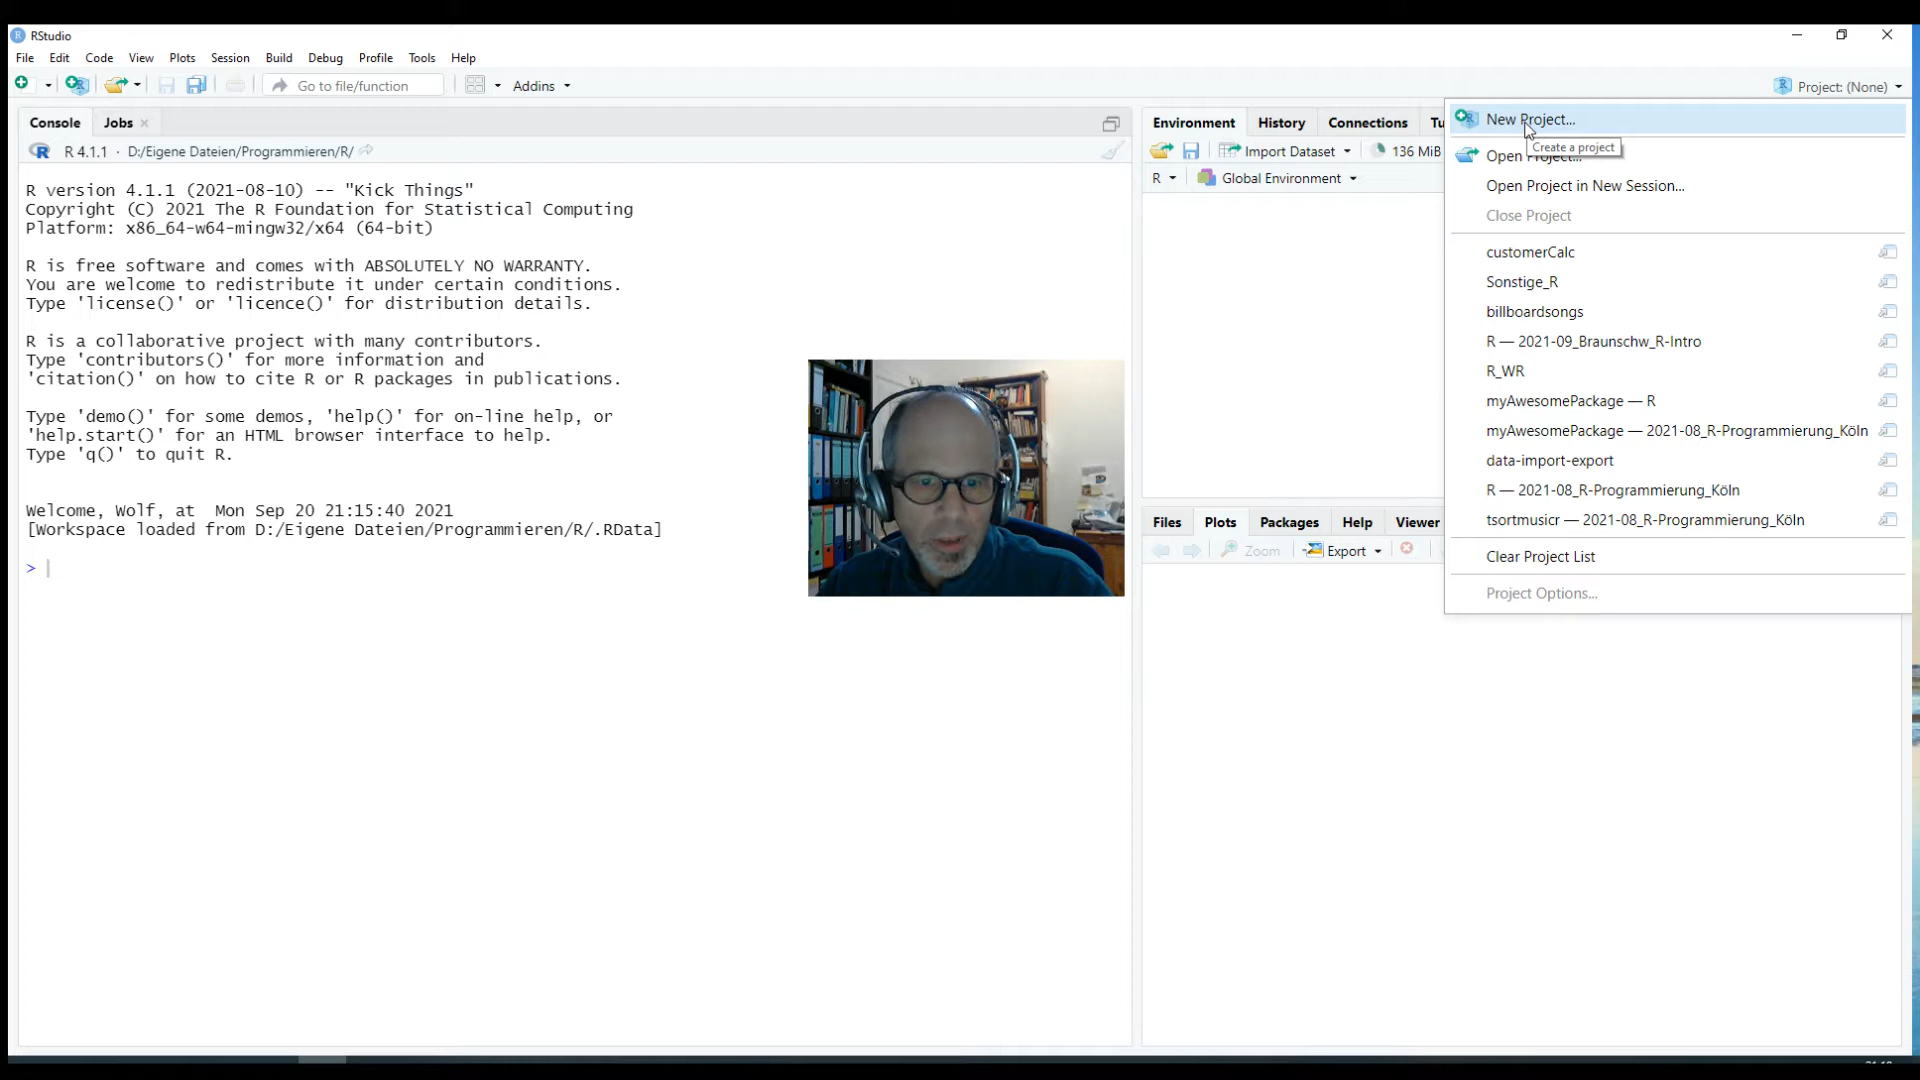 RStudio
File Edit Code View Plots Session Build Debug Profile Tools Help
Go to file/function Addins Project: (None)
Console Jobs
R 4.1.1 · D:/Eigene Dateien/Programmieren/R/
R version 4.1.1 (2021-08-10) -- "Kick Things"
Copyright (C) 2021 The R Foundation for Statistical Computing
Platform: x86_64-w64-mingw32/x64 (64-bit)
R is free software and comes with ABSOLUTELY NO WARRANTY.
You are welcome to redistribute it under certain conditions.
Type 'license()' or 'licence()' for distribution details.
R is a collaborative project with many contributors.
Type 'contributors()' for more information and
'citation()' on how to cite R or R packages in publications.
Type 'demo()' for some demos, 'help()' for on-line help, or
'help.start()' for an HTML browser interface to help.
Type 'q()' to quit R.
Welcome, Wolf, at  Mon Sep 20 21:15:40 2021
[Workspace loaded from D:/Eigene Dateien/Programmieren/R/.RData]
>
Environment History Connections Tu
Import Dataset 136 MiB
R Global Environment
Files Plots Packages Help Viewer
Zoom Export
New Project...
Create a project
Open Project...
Open Project in New Session...
Close Project
customerCalc
Sonstige_R
billboardsongs
R — 2021-09_Braunschw_R-Intro
R_WR
myAwesomePackage — R
myAwesomePackage — 2021-08_R-Programmierung_Köln
data-import-export
R — 2021-08_R-Programmierung_Köln
tsortmusicr — 2021-08_R-Programmierung_Köln
Clear Project List
Project Options...